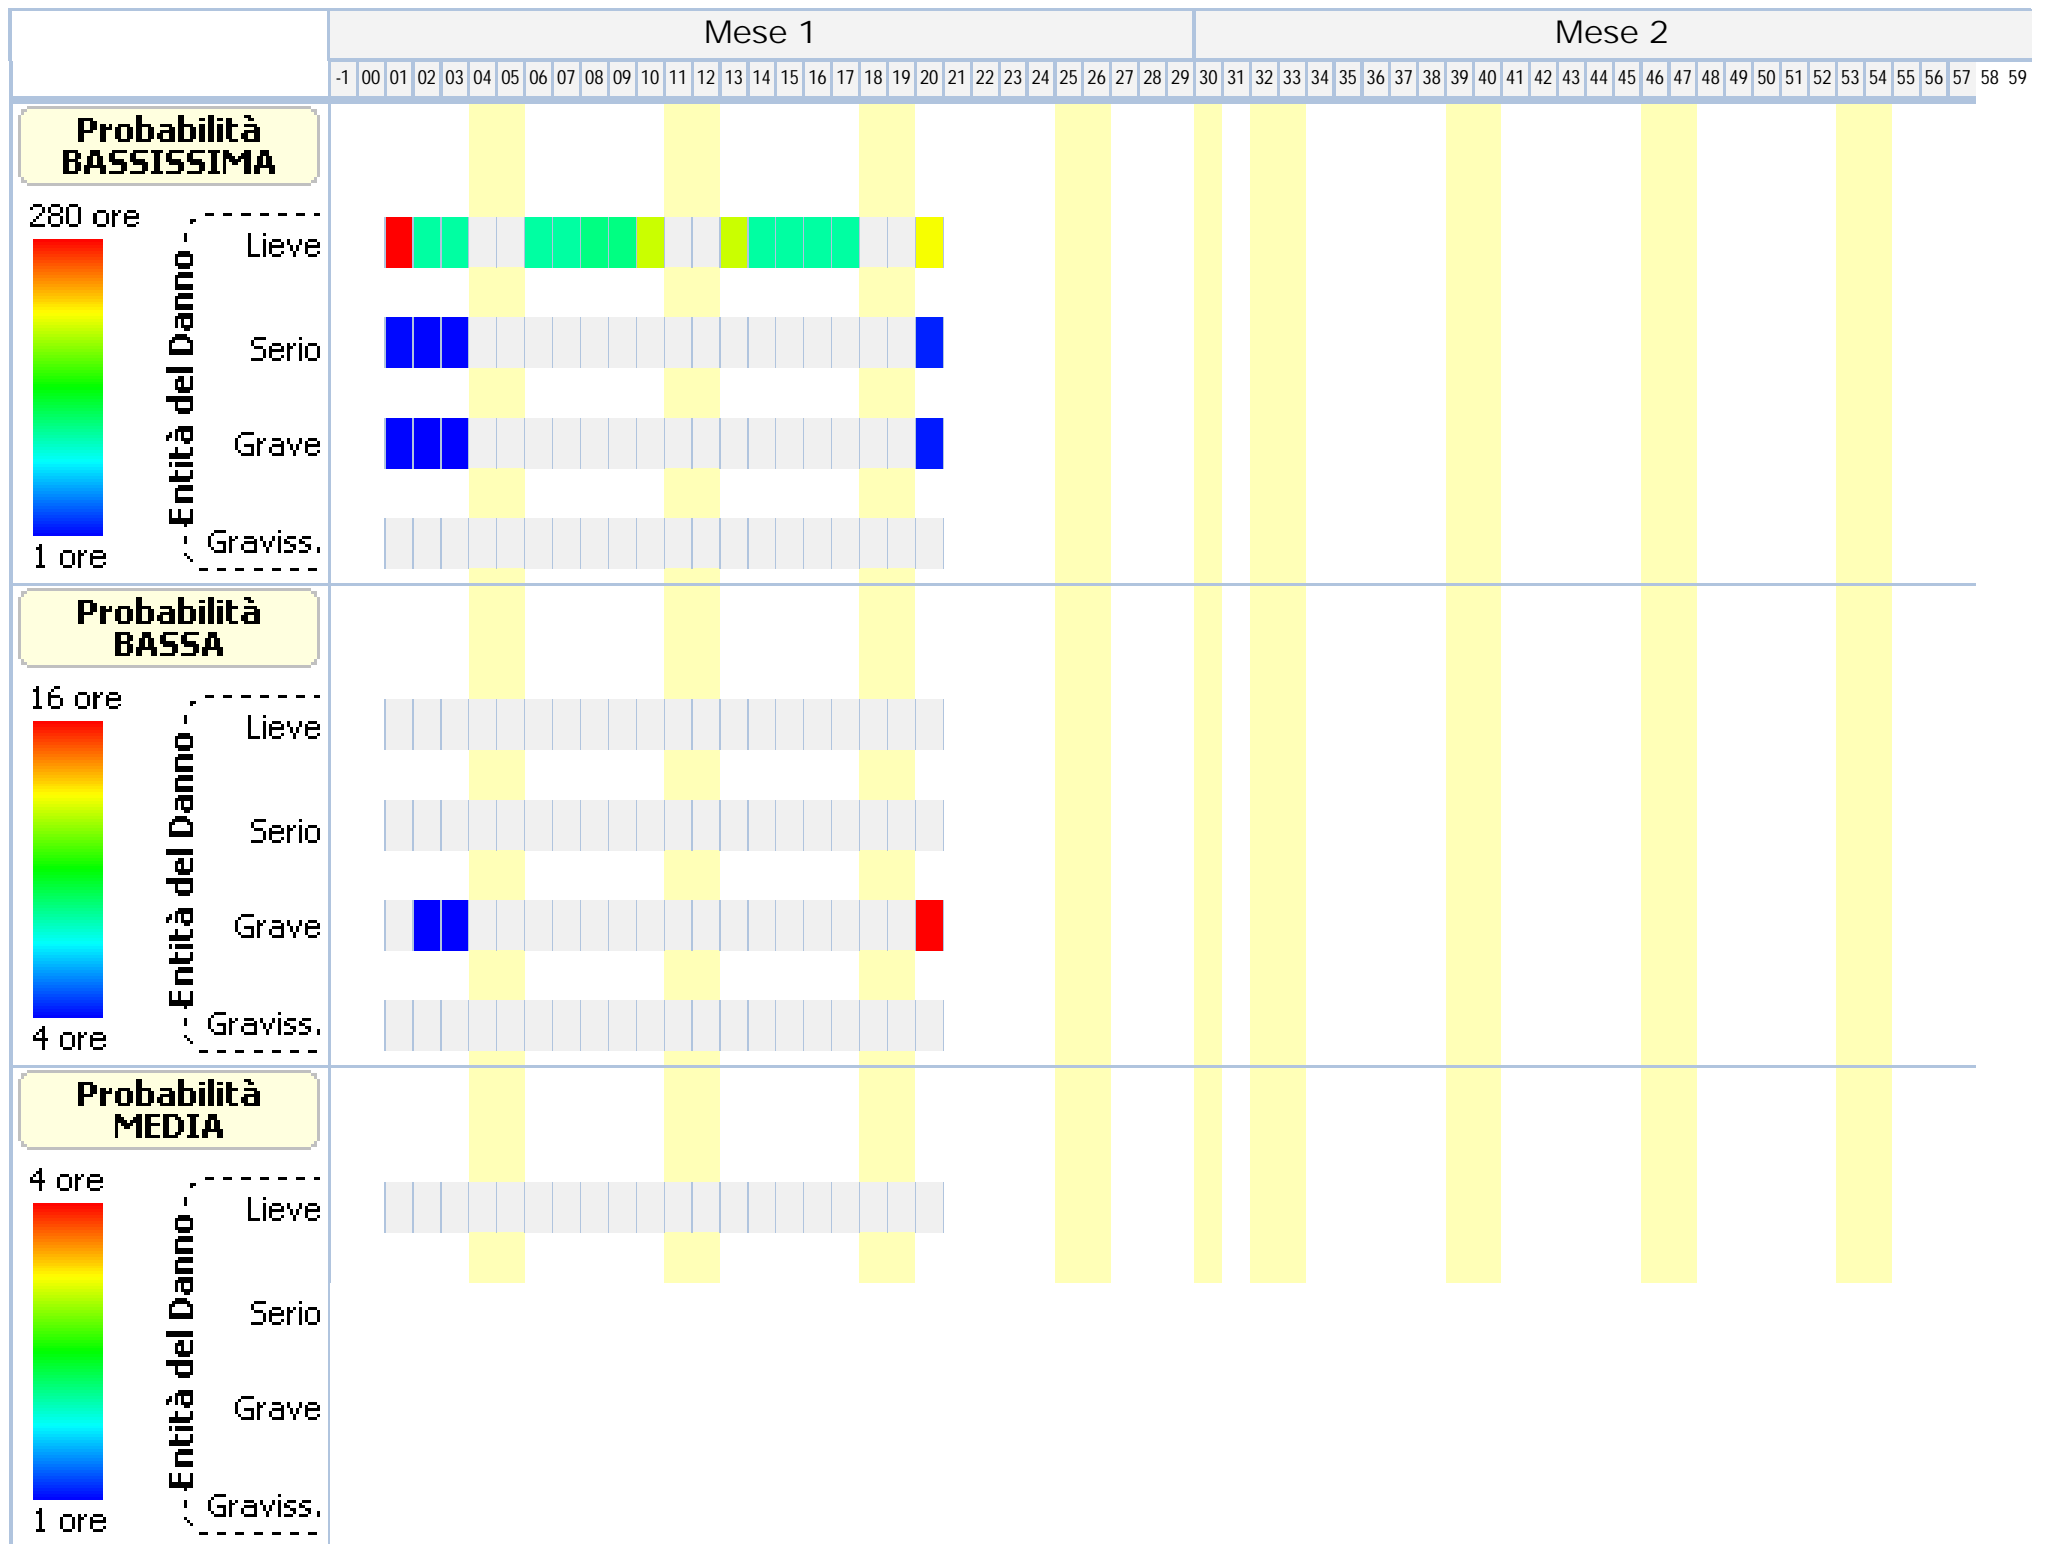 Mese 1 Mese 2
-1 00 01 02 03 04 05 06 07 08 09 10 11 12 13 14 15 16 17 18 19 20 21 22 23 24 25 26 27 28 29 30 31 32 33 34 35 36 37 38 39 40 41 42 43 44 45 46 47 48 49 50 51 52 53 54 55 56 57 58 59
Probabilità
BASSISSIMA
280 ore
Entità del Danno
Lieve
Serio
Grave
Graviss.
1 ore
Probabilità
BASSA
16 ore
Entità del Danno
Lieve
Serio
Grave
Graviss.
4 ore
Probabilità
MEDIA
4 ore
Entità del Danno
Lieve
Serio
Grave
Graviss.
1 ore